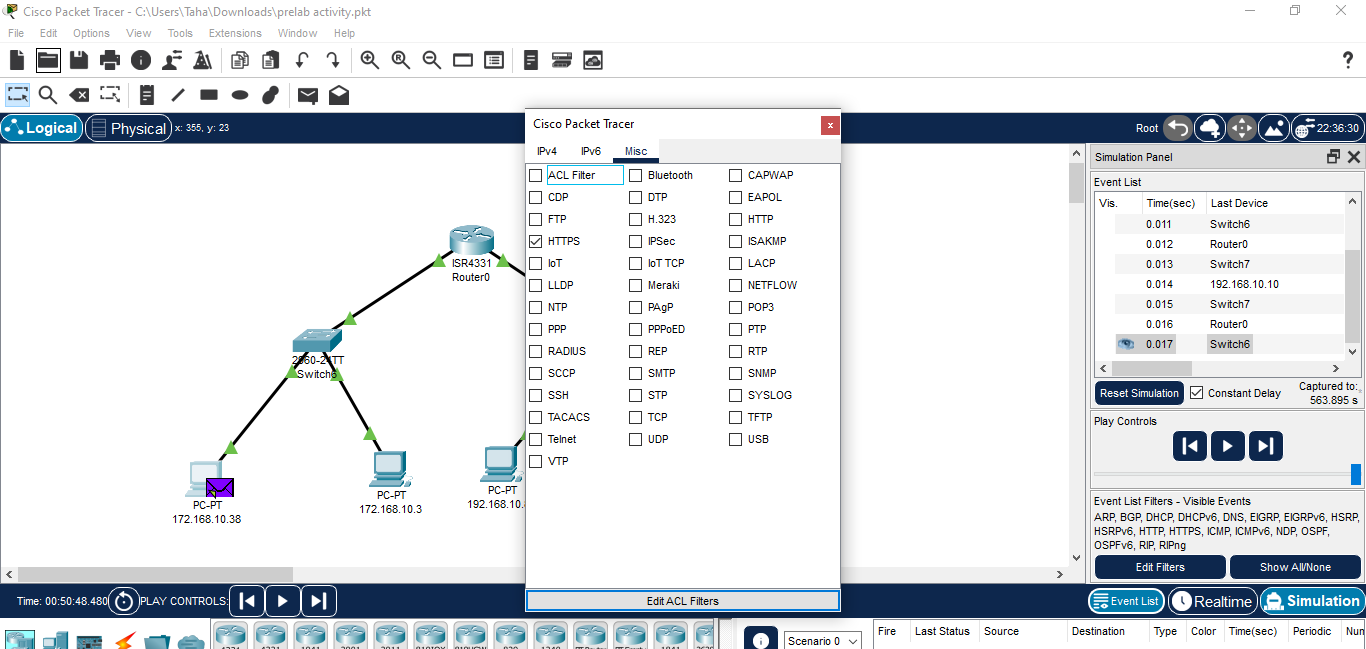 Cisco Packet Tracer - C:\Users\Taha\Downloads\prelab activity.pkt
File Edit Options View Tools Extensions Window Help
Logical Physical x: 355, y: 23
Root 22:36:30
ISR4331
Router0
2960-24TT
Switch6
PC-PT
172.168.10.38
PC-PT
172.168.10.3
PC-PT
192.168.10.
Cisco Packet Tracer
IPv4 IPv6 Misc
ACL Filter Bluetooth CAPWAP
CDP DTP EAPOL
FTP H.323 HTTP
HTTPS IPSec ISAKMP
IoT IoT TCP LACP
LLDP Meraki NETFLOW
NTP PAgP POP3
PPP PPPoED PTP
RADIUS REP RTP
SCCP SMTP SNMP
SSH STP SYSLOG
TACACS TCP TFTP
Telnet UDP USB
VTP
Edit ACL Filters
Simulation Panel
Event List
Vis. Time(sec) Last Device
0.011 Switch6
0.012 Router0
0.013 Switch7
0.014 192.168.10.10
0.015 Switch7
0.016 Router0
0.017 Switch6
Reset Simulation Constant Delay Captured to:
563.895 s
Play Controls
Event List Filters - Visible Events
ARP, BGP, DHCP, DHCPv6, DNS, EIGRP, EIGRPv6, HSRP,
HSRPv6, HTTP, HTTPS, ICMP, ICMPv6, NDP, OSPF,
OSPFv6, RIP, RIPng
Edit Filters Show All/None
Time: 00:50:48.480 PLAY CONTROLS:
Event List Realtime Simulation
Scenario 0
Fire Last Status Source Destination Type Color Time(sec) Periodic Num